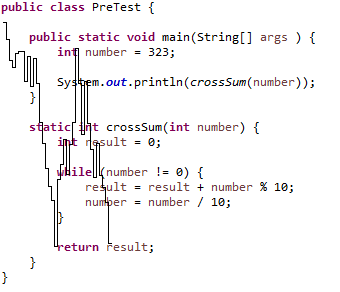 public class PreTest {
public static void main(String[] args ) {
int number = 323;
System.out.println(crossSum(number));
}
static int crossSum(int number) {
int result = 0;
while (number != 0) {
result = result + number % 10;
number = number / 10;
}
return result;
}
}